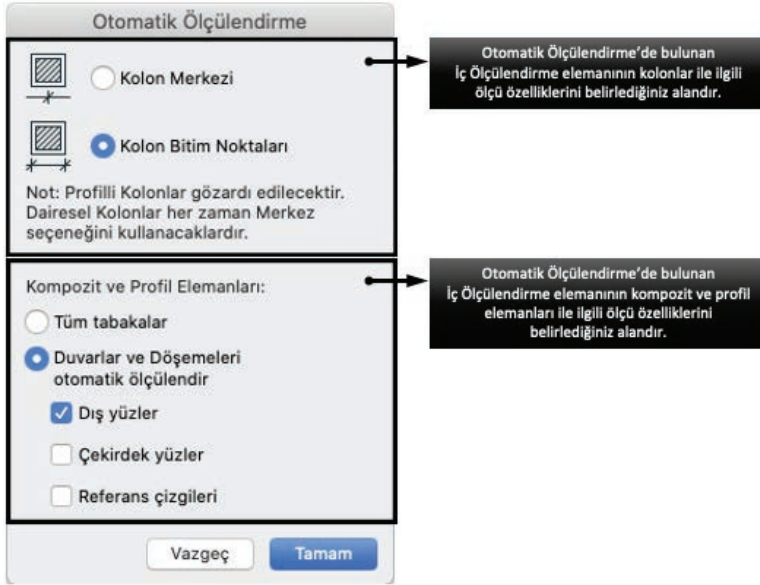 Otomatik Ölçülendirme
Kolon Merkezi
Kolon Bitim Noktaları
Not: Profilli Kolonlar gözardı edilecektir.
Dairesel Kolonlar her zaman Merkez
seçeneğini kullanacaklardır.
Otomatik Ölçülendirme'de bulunan
İç Ölçülendirme elemanının kolonlar ile ilgili
ölçü özelliklerini belirlediğiniz alandır.
Kompozit ve Profil Elemanları:
Tüm tabakalar
Duvarlar ve Döşemeleri
otomatik ölçülendir
Dış yüzler
Çekirdek yüzler
Referans çizgileri
Otomatik Ölçülendirme'de bulunan
İç Ölçülendirme elemanının kompozit ve profil
elemanları ile ilgili ölçü özelliklerini
belirlediğiniz alandır.
Vazgeç
Tamam